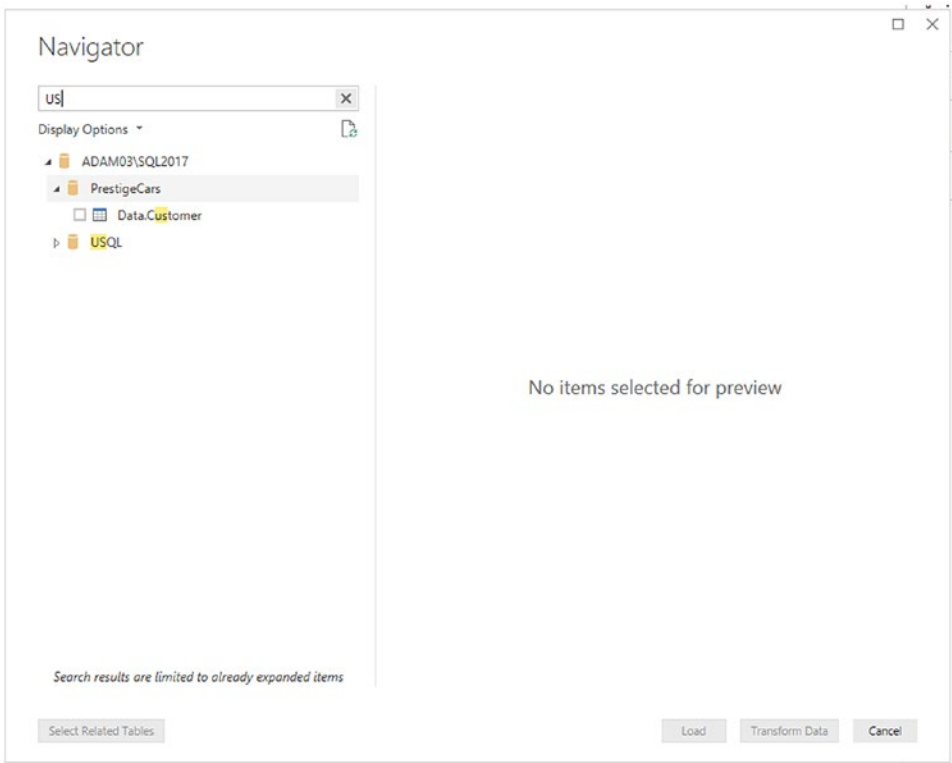 Navigator
US
Display Options
ADAM03\SQL2017
PrestigeCars
Data.Customer
USQL
No items selected for preview
Search results are limited to already expanded items
Select Related Tables
Load
Transform Data
Cancel